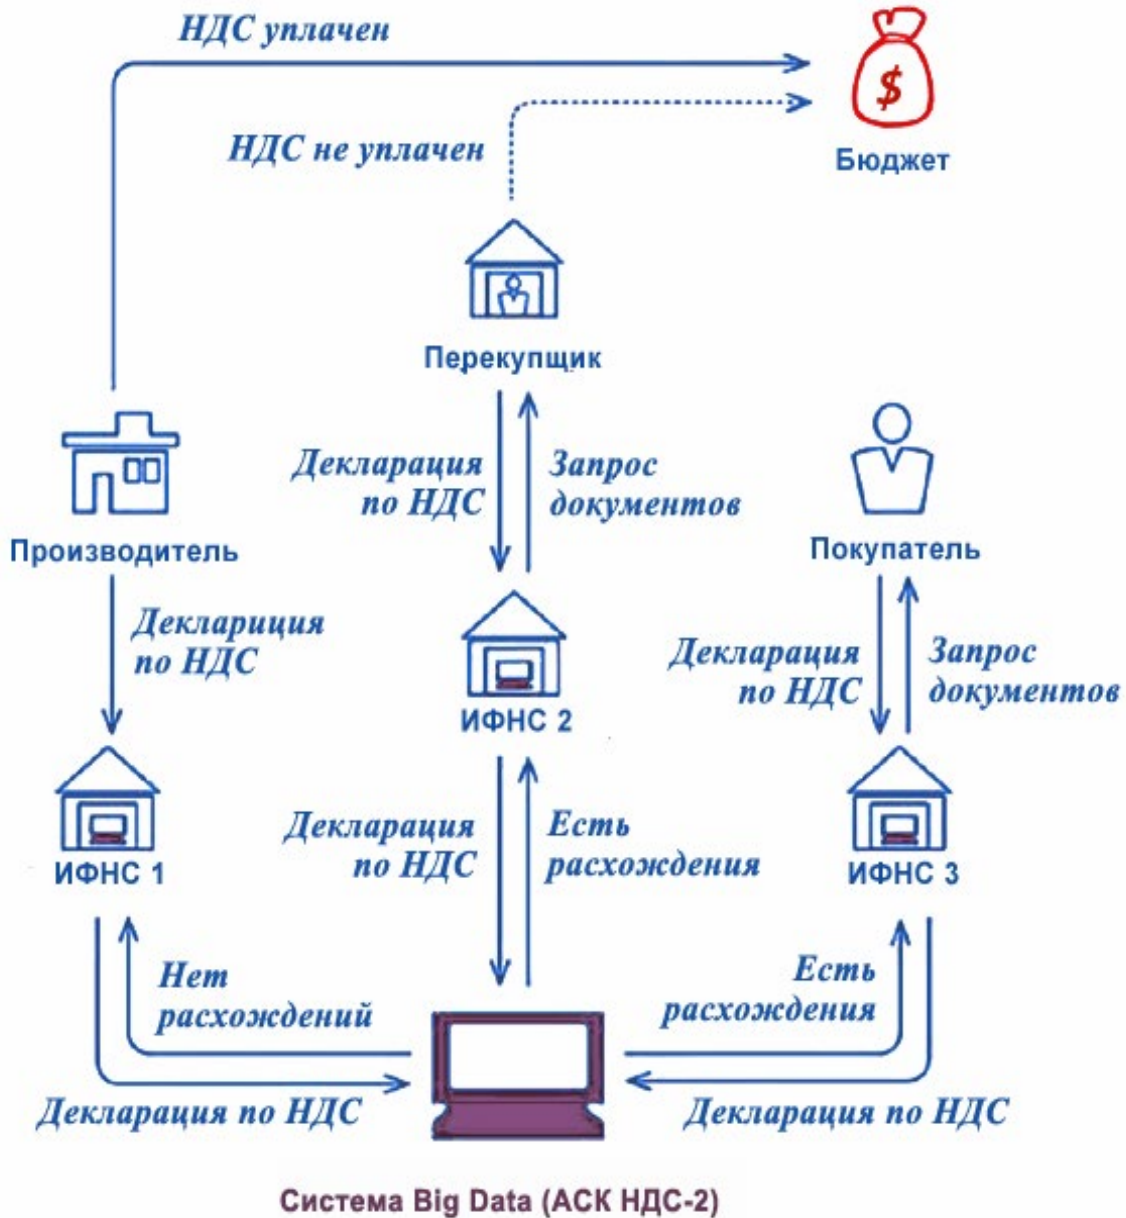 НДС уплачен
НДС не уплачен
Бюджет
Перекупщик
Декларация
по НДС
Запрос
документов
Производитель
Покупатель
Деклариция
по НДС
Декларация
по НДС
Запрос
документов
ИФНС 2
ИФНС 1
Декларация
по НДС
Есть
расхождения
ИФНС 3
Нет
расхождений
Есть
расхождения
Декларация по НДС
Декларация по НДС
Система Big Data (АСК НДС-2)